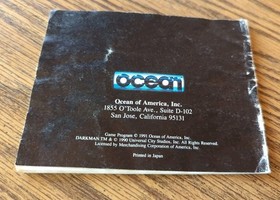 ocean
Ocean of America, Inc.
1855 O'Toole Ave., Suite D-102
San Jose, California 95131
Game Program © 1991 Ocean of America, Inc.
DARKMAN TM & © 1990 Universal City Studios, Inc. All Rights Reserved.
Licensed by Merchandising Corporation of America, Inc.
Printed in Japan